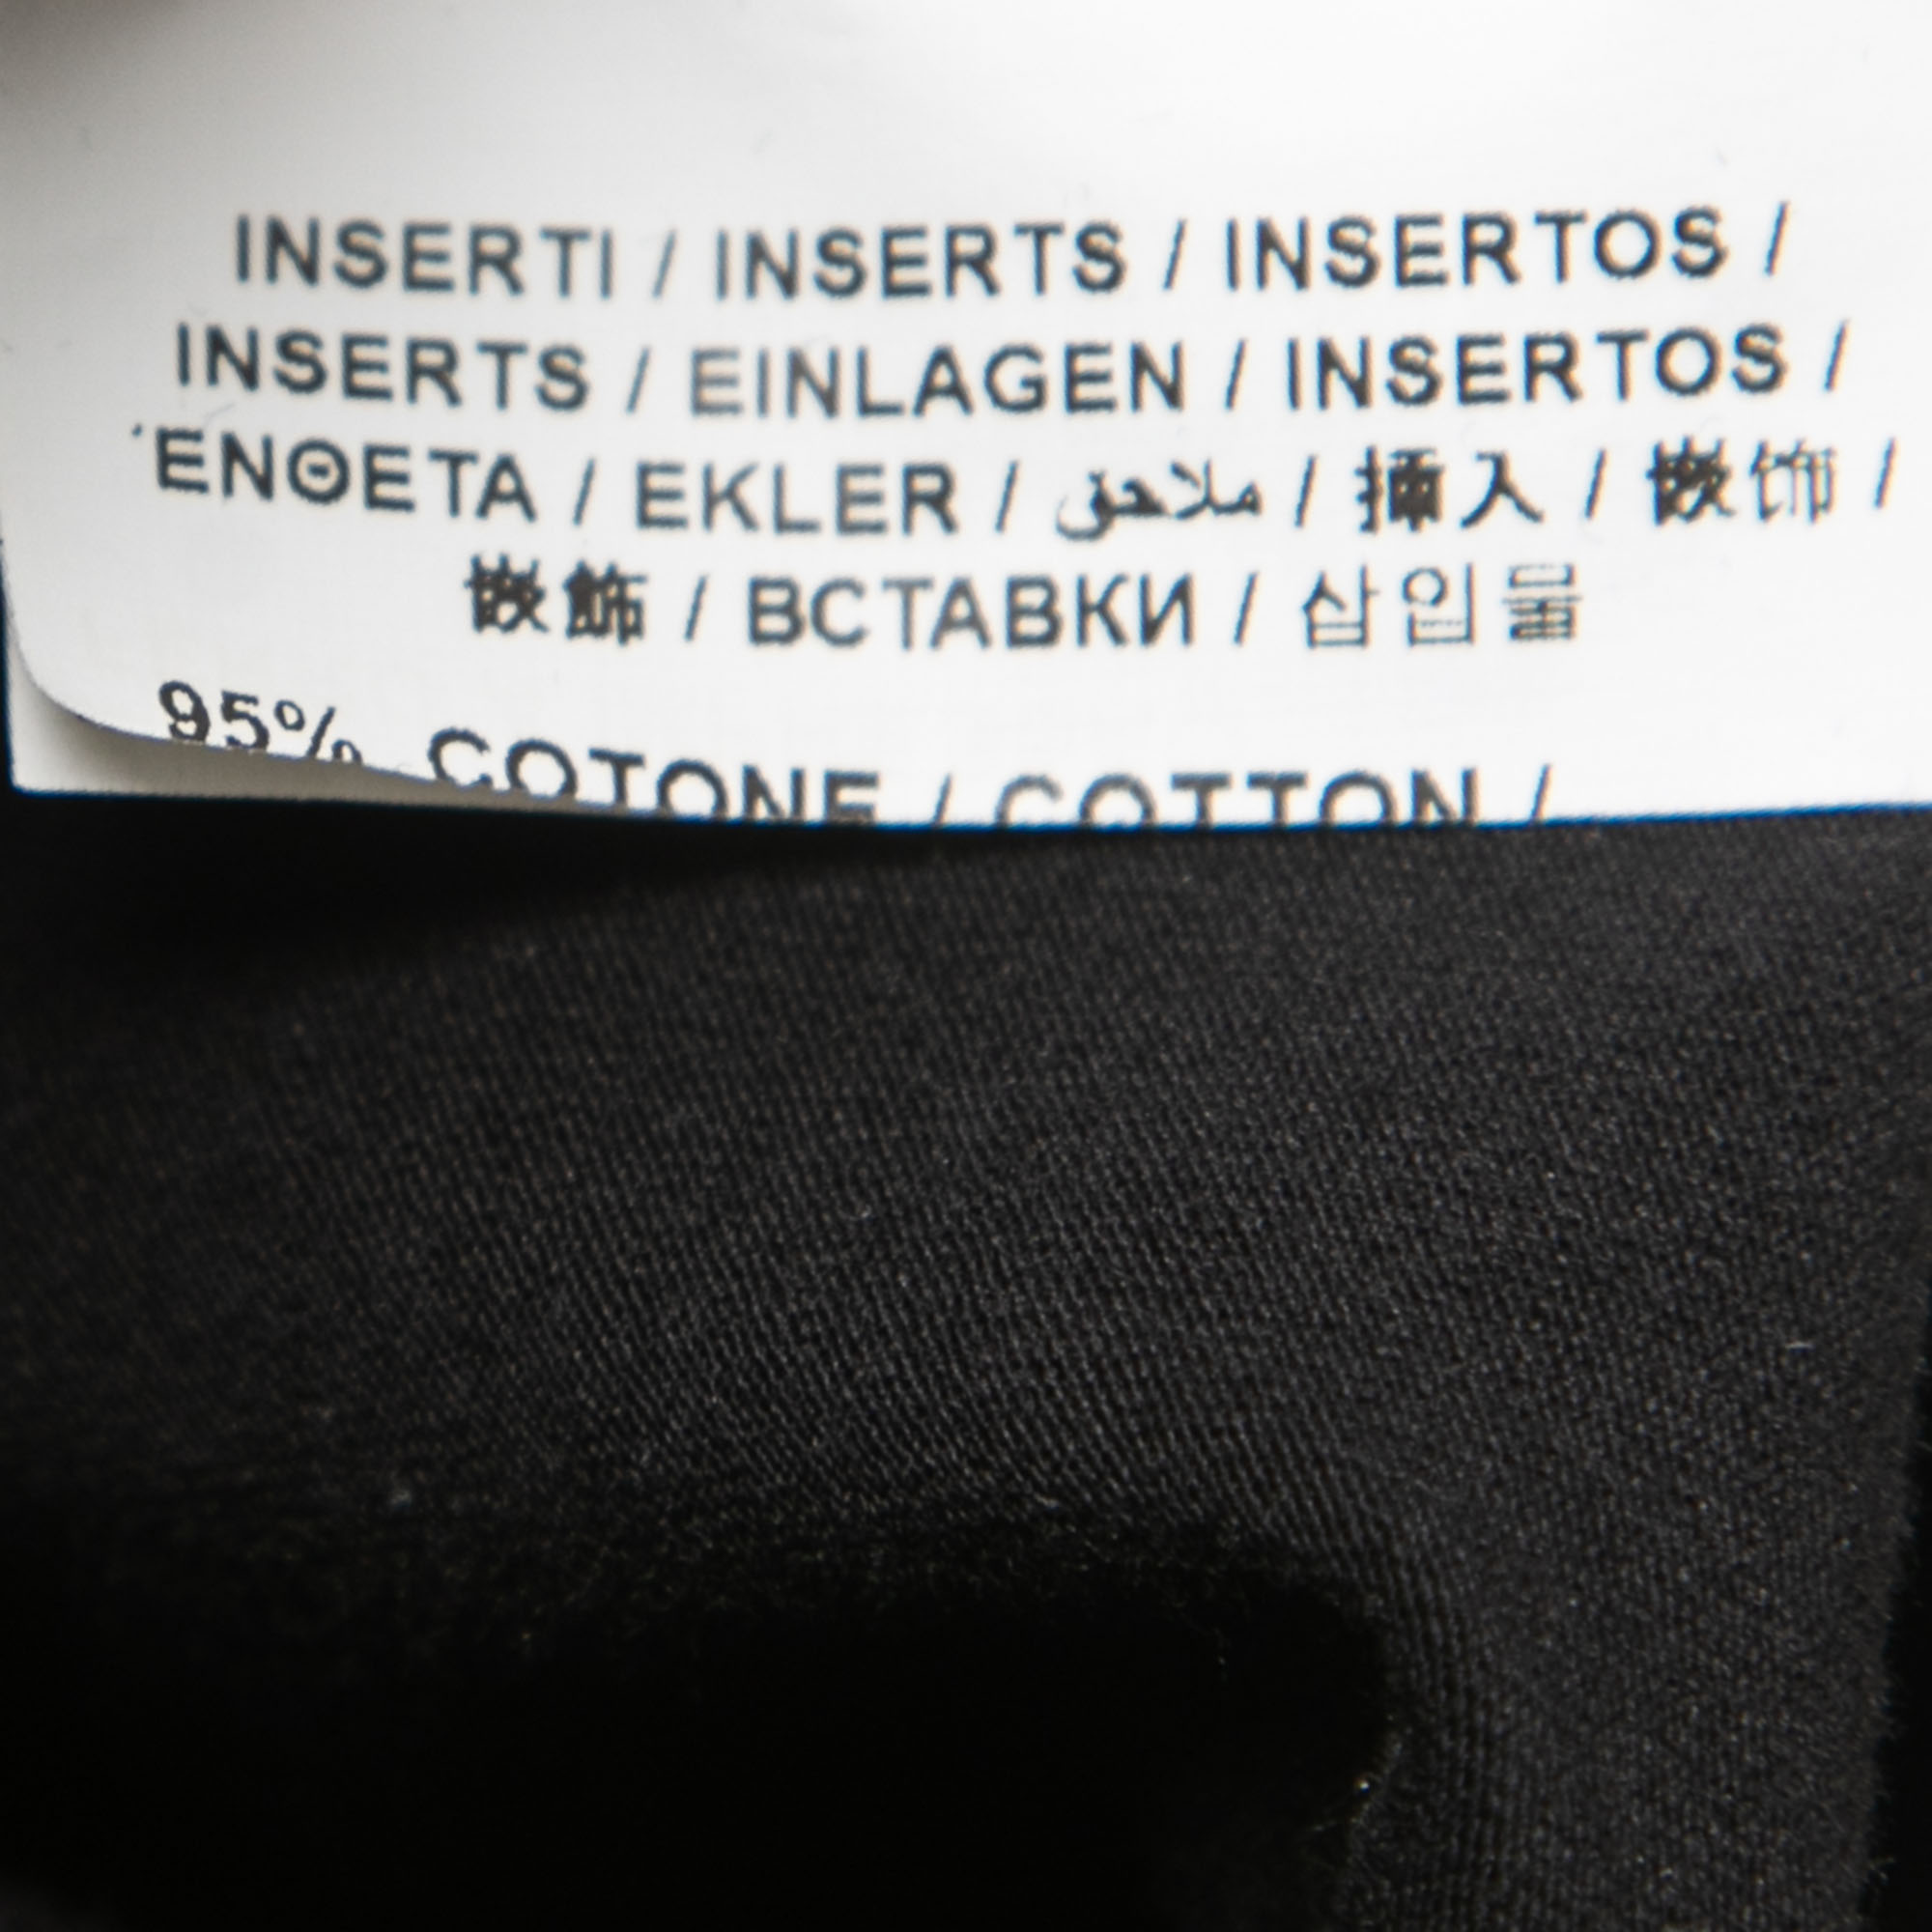 INSERTI / INSERTS / INSERTOS /
INSERTS / EINLAGEN / INSERTOS /
ΈΝΘΕΤΑ / EKLER / ملاحق / 挿入 / 嵌饰 /
嵌飾 / ВСТАВКИ / 삽입물
95% COTONE / COTTON /